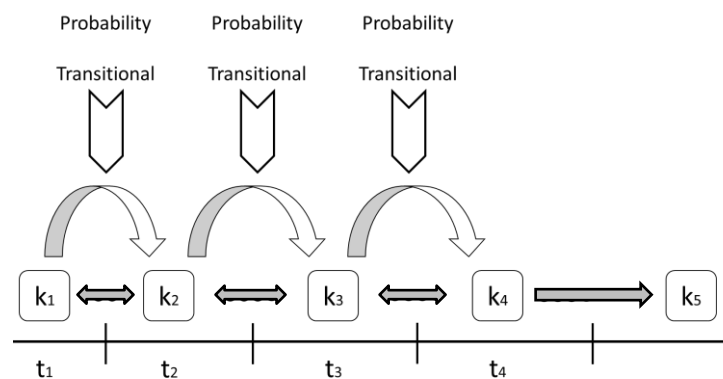 Probability Probability Probability
Transitional Transitional Transitional
k1 k2 k3 k4 k5
t1 t2 t3 t4